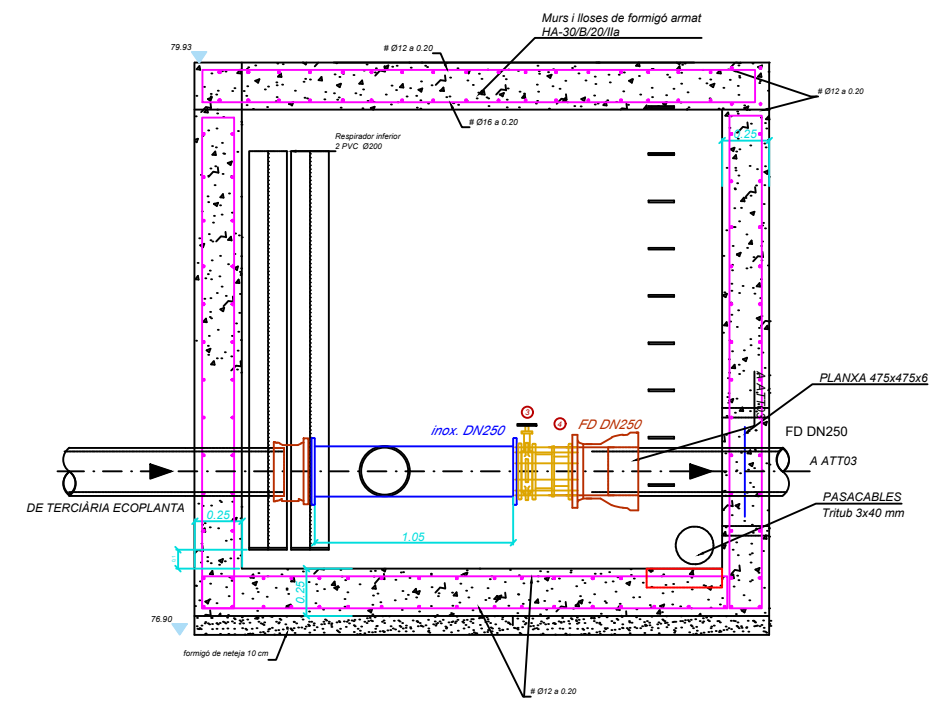 Murs i lloses de formigó armat
HA-30/B/20/IIa
79.93
# Ø12 a 0.20
# Ø12 a 0.20
# Ø16 a 0.20
Respirador inferior
2 PVC Ø200
0.25
PLANXA 475x475x6
A ATT03
3
4
FD DN250
inox. DN250
FD DN250
A ATT03
PASACABLES
Tritub 3x40 mm
DE TERCIÀRIA ECOPLANTA
0.25
1.05
0.25
76.90
formigó de neteja 10 cm
# Ø12 a 0.20